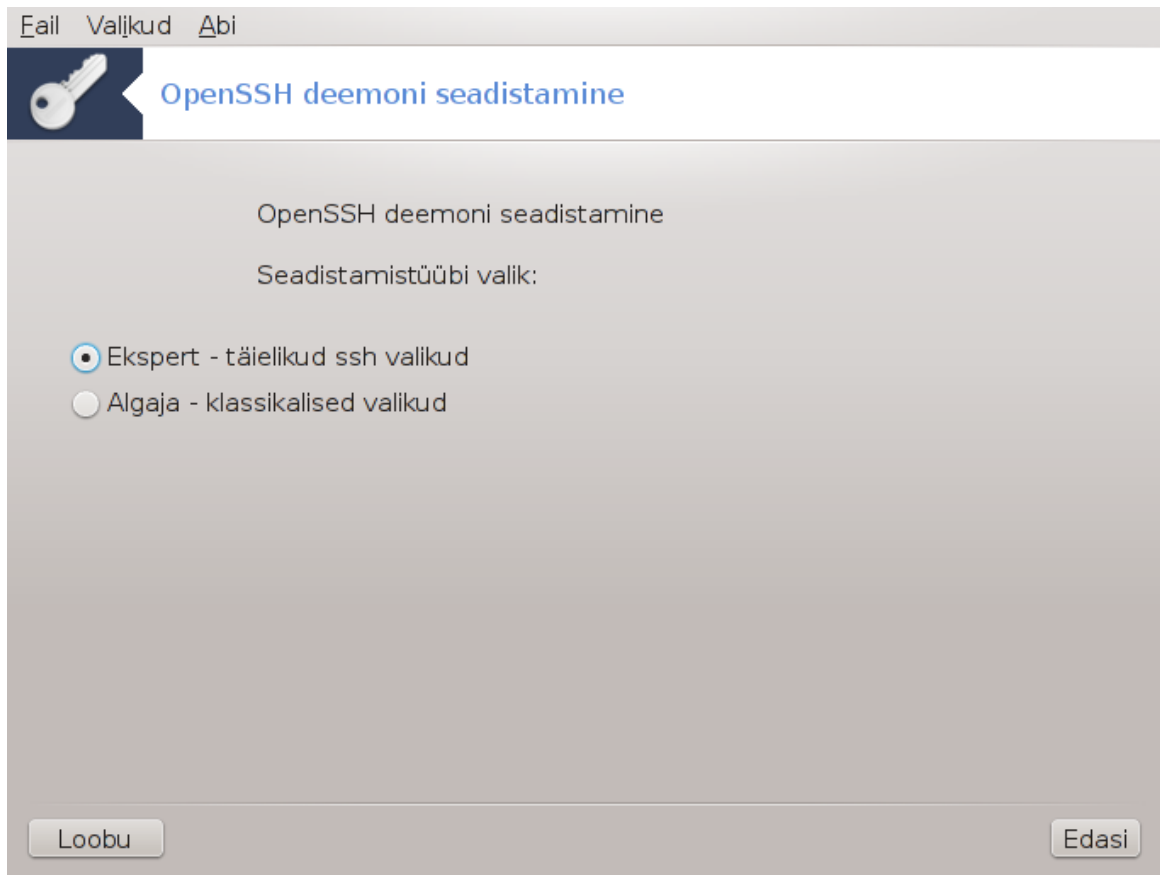 Fail Valikud Abi
OpenSSH deemoni seadistamine
OpenSSH deemoni seadistamine
Seadistamistüübi valik:
Ekspert - täielikud ssh valikud
Algaja - klassikalised valikud
Loobu Edasi